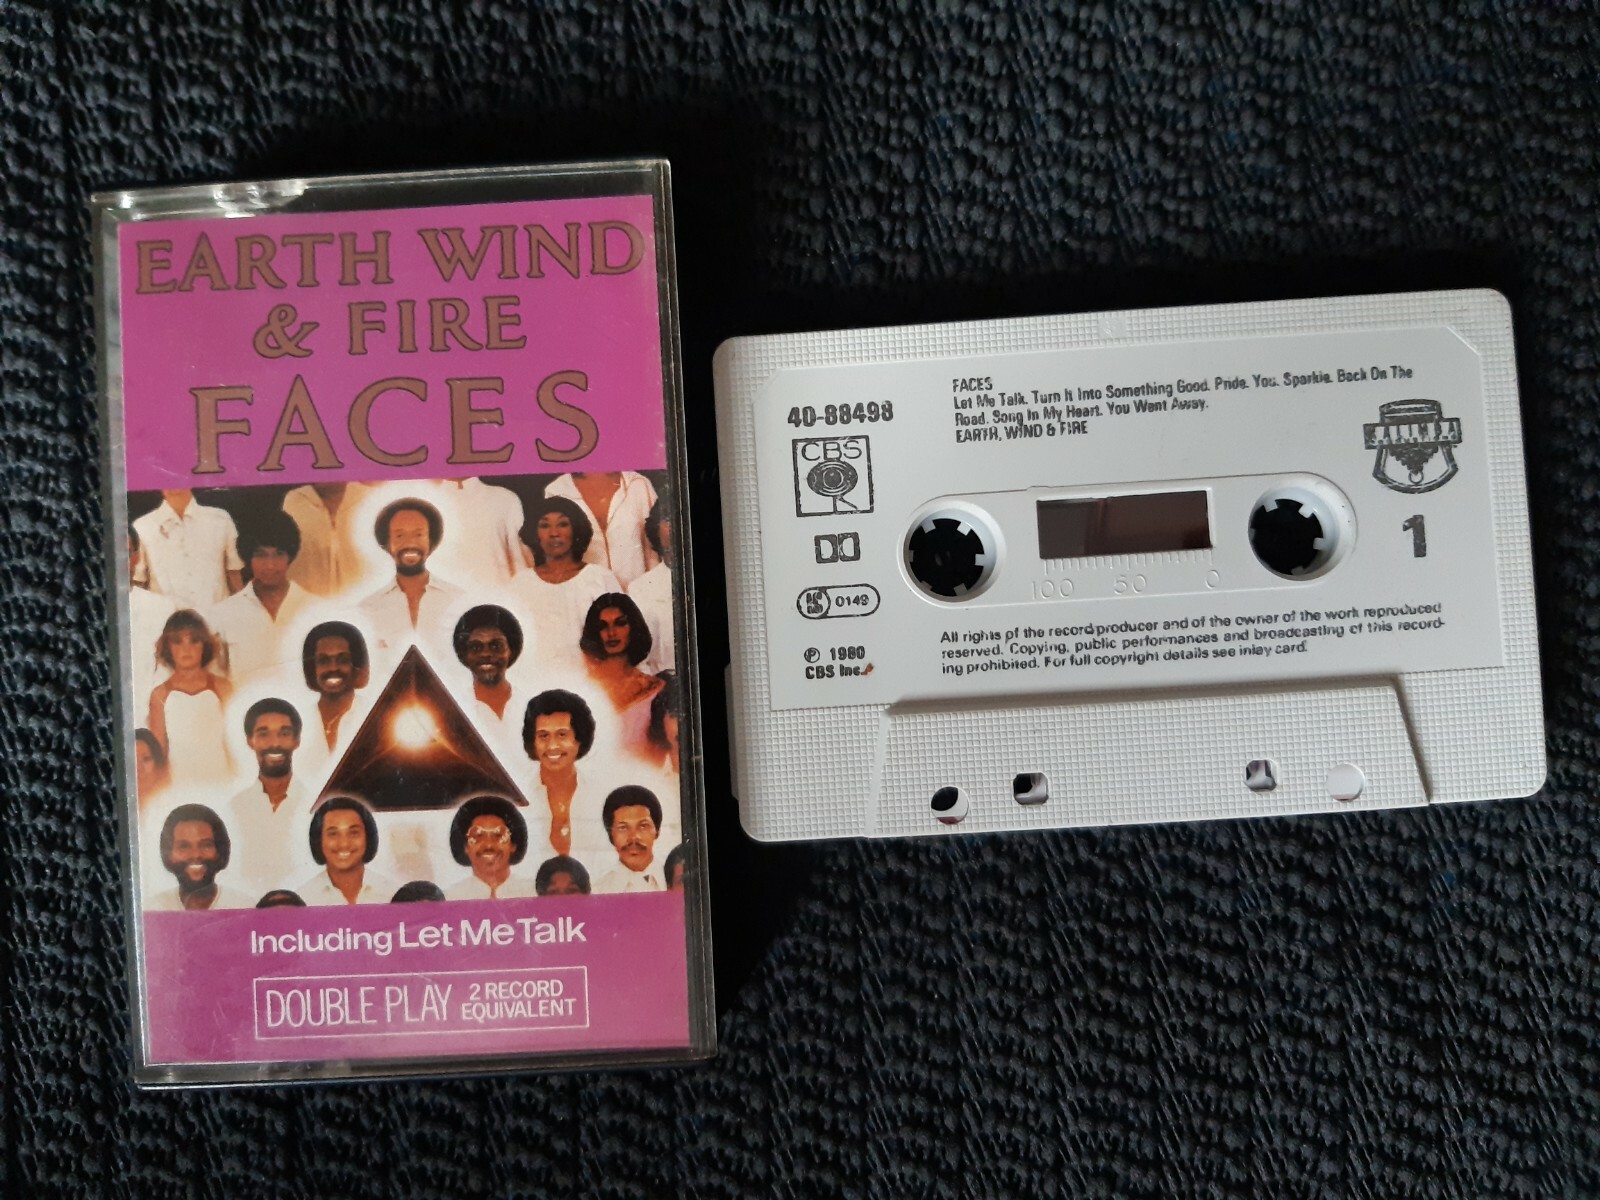 EARTH WIND
& FIRE
FACES
Including Let Me Talk
DOUBLE PLAY
2 RECORD
EQUIVALENT
40-88498
CBS
0149
℗ 1980
CBS Inc.
FACES
Let Me Talk. Turn It Into Something Good. Pride. You. Sparkle. Back On The
Road. Song In My Heart. You Went Away.
EARTH, WIND & FIRE
KALIMBA
1
100 50 0
All rights of the record producer and of the owner of the work reproduced
reserved. Copying, public performances and broadcasting of this record-
ing prohibited. For full copyright details see inlay card.